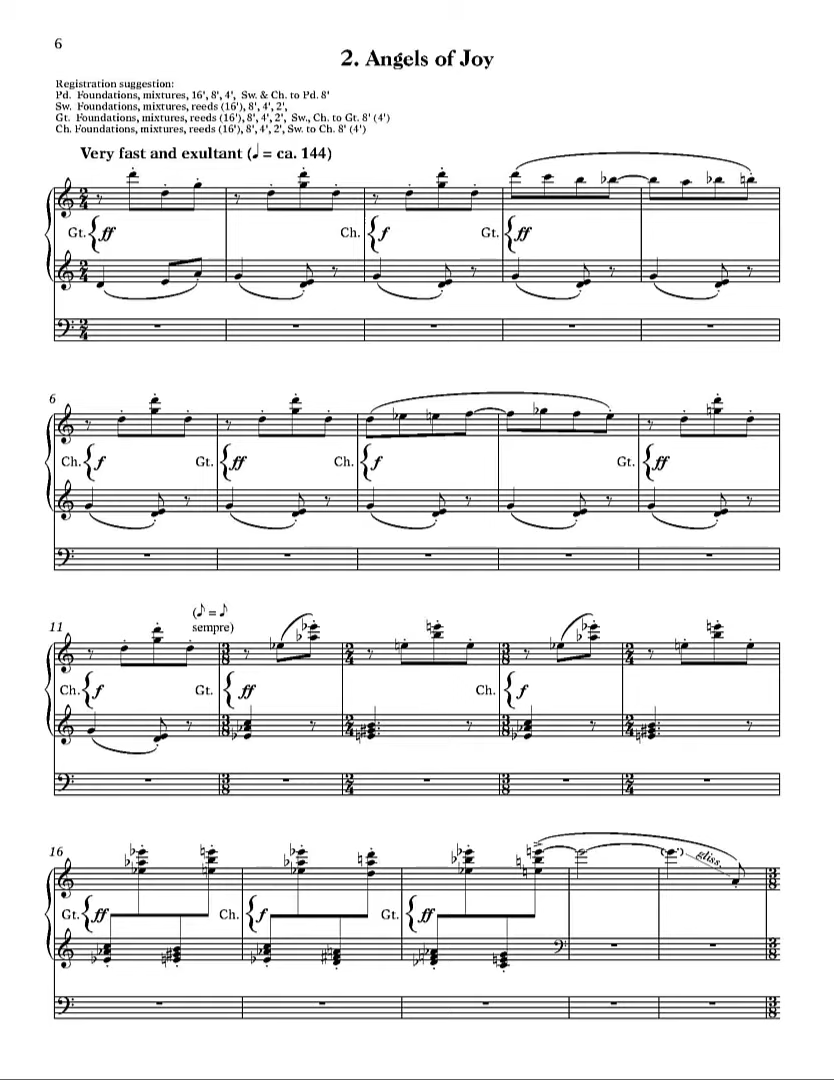 6
2. Angels of Joy
Registration suggestion:
Pd. Foundations, mixtures, 16', 8', 4', Sw. & Ch. to Pd. 8'
Sw. Foundations, mixtures, reeds (16'), 8', 4', 2',
Gt. Foundations, mixtures, reeds (16'), 8', 4', 2', Sw., Ch. to Gt. 8' (4')
Ch. Foundations, mixtures, reeds (16'), 8', 4', 2', Sw. to Ch. 8' (4')
Very fast and exultant (♩ = ca. 144)
Gt. ff Ch. f Gt. ff
6
Ch. f Gt. ff Ch. f Gt. ff
11
(♪ = ♪
sempre)
Ch. f Gt. ff Ch. f
16
gliss.
Gt. ff Ch. f Gt. ff